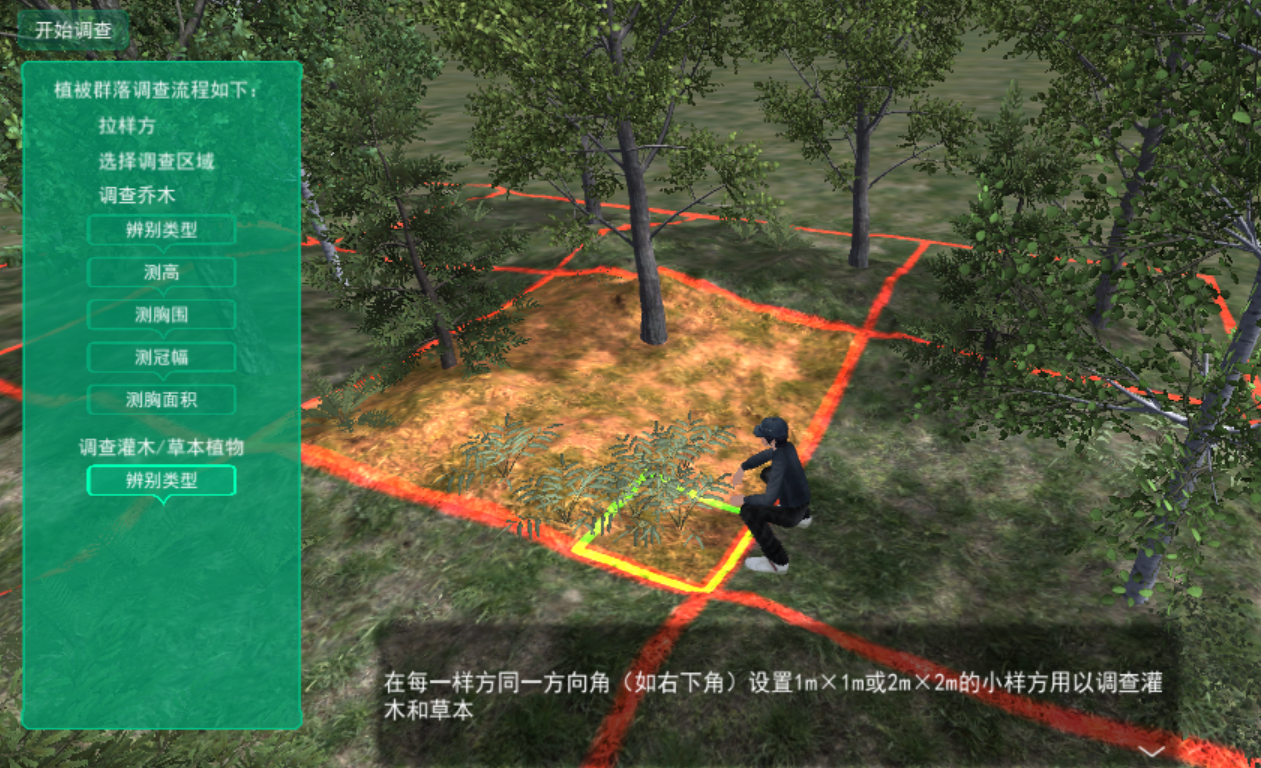 开始调查
植被群落调查流程如下：
拉样方
选择调查区域
调查乔木
辨别类型
测高
测胸围
测冠幅
测胸面积
调查灌木/草本植物
辨别类型
在每一样方同一方向角（如右下角）设置1m×1m或2m×2m的小样方用以调查灌
木和草本